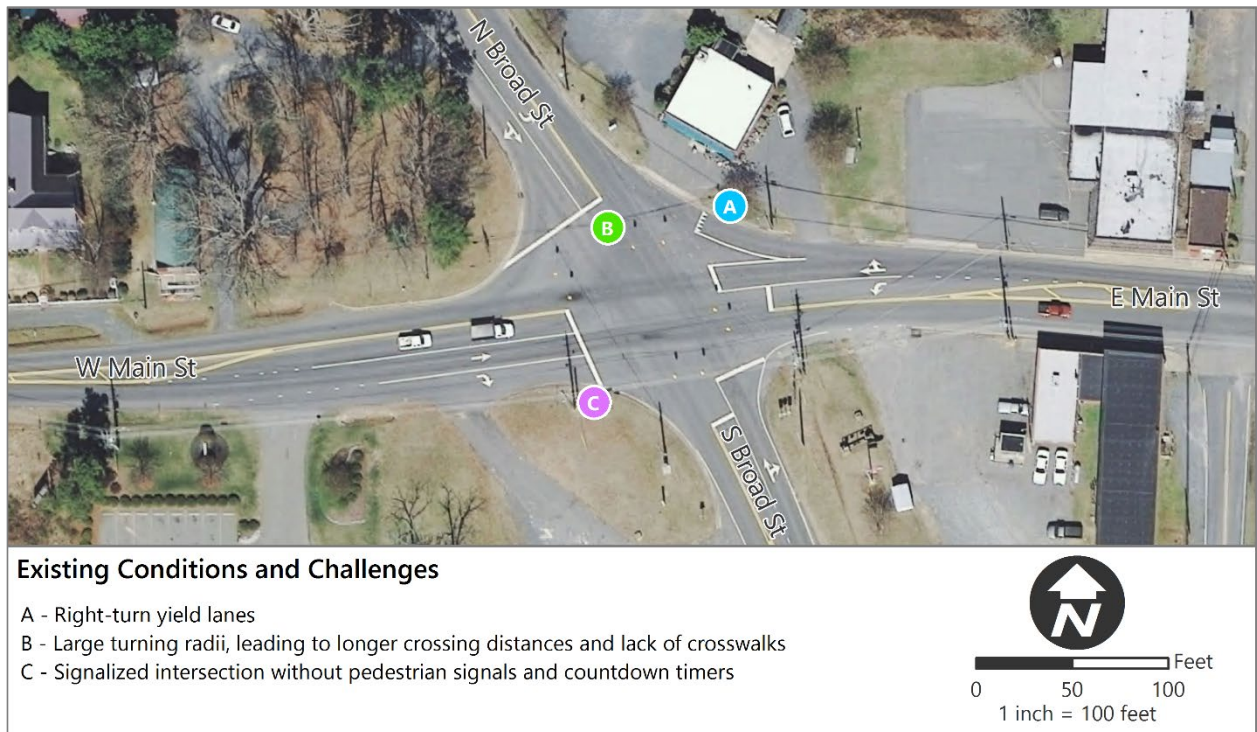 N Broad St
A
B
E Main St
W Main St
C
S Broad St
Existing Conditions and Challenges
A - Right-turn yield lanes
B - Large turning radii, leading to longer crossing distances and lack of crosswalks
C - Signalized intersection without pedestrian signals and countdown timers
N
Feet
0 50 100
1 inch = 100 feet